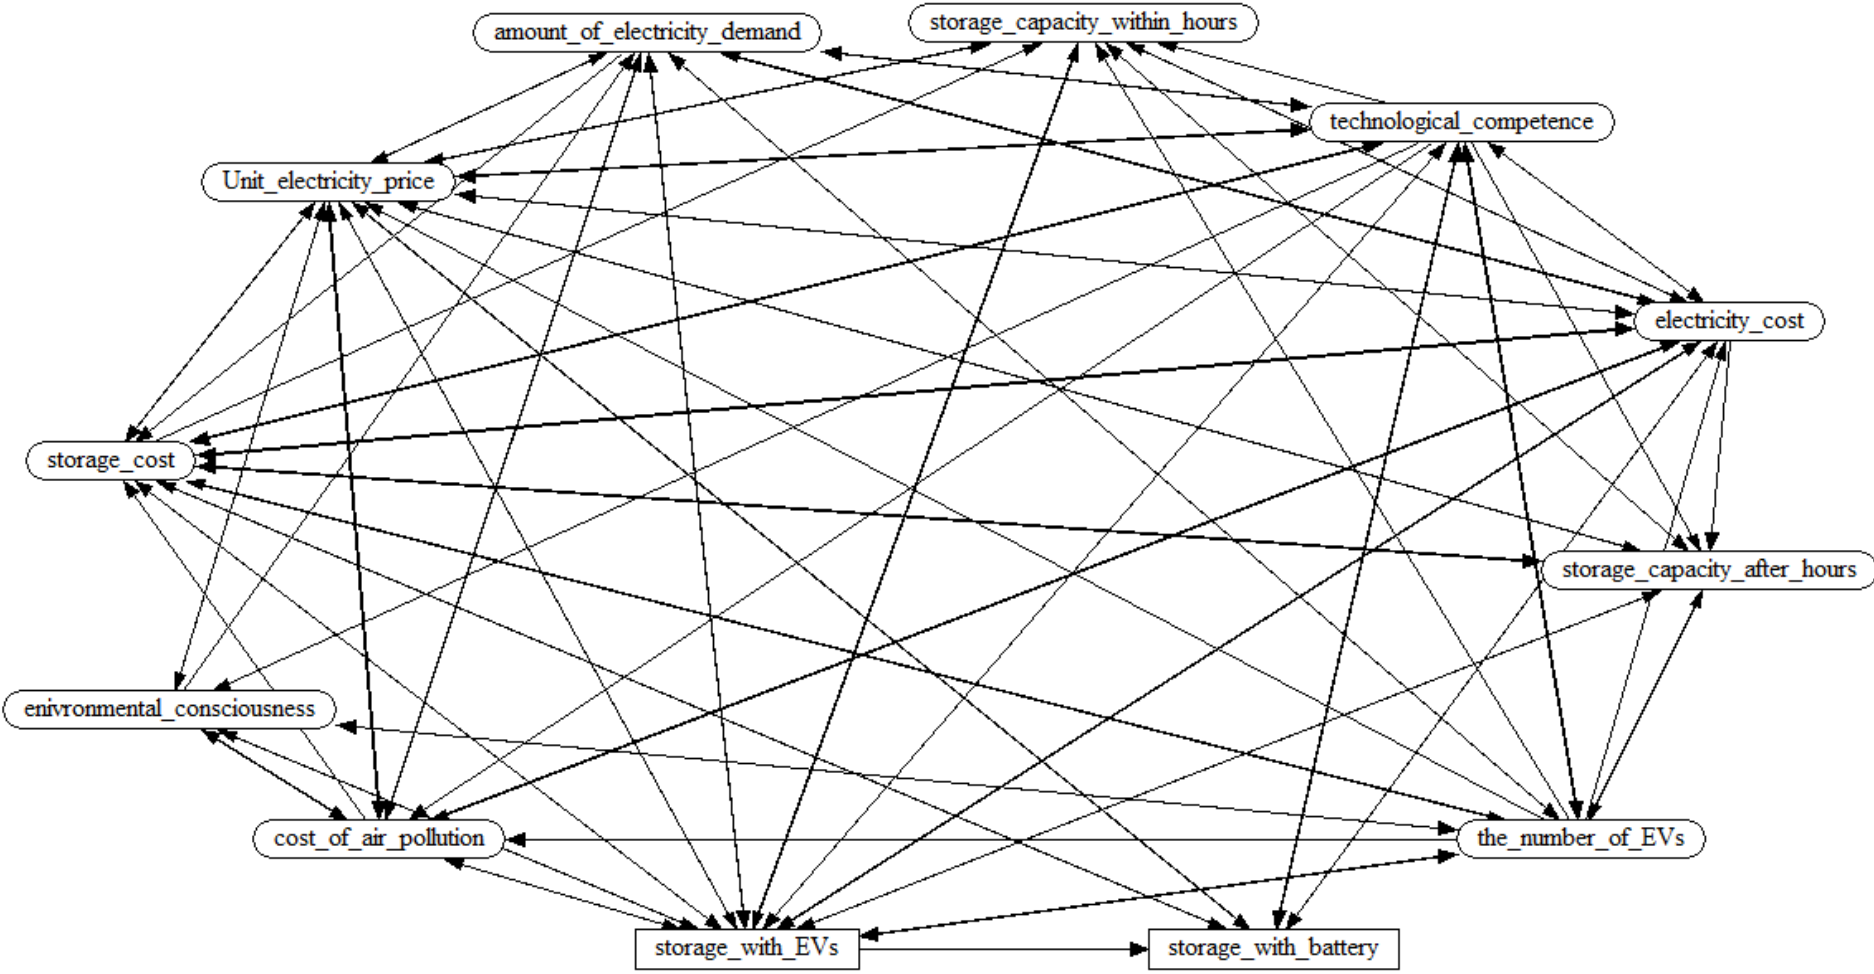 storage_capacity_within_hours
amount_of_electricity_demand
technological_competence
Unit_electricity_price
electricity_cost
storage_cost
storage_capacity_after_hours
enivronmental_consciousness
cost_of_air_pollution
the_number_of_EVs
storage_with_EVs
storage_with_battery